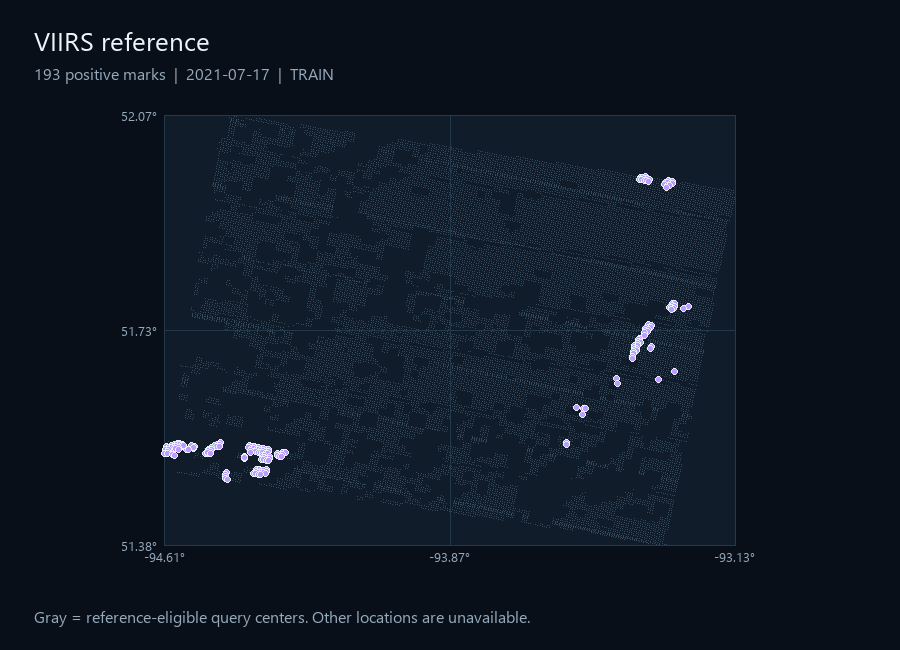 VIIRS reference
193 positive marks | 2021-07-17 | TRAIN
52.07°
51.73°
51.38°
-94.61°
-93.87°
-93.13°
Gray = reference-eligible query centers. Other locations are unavailable.